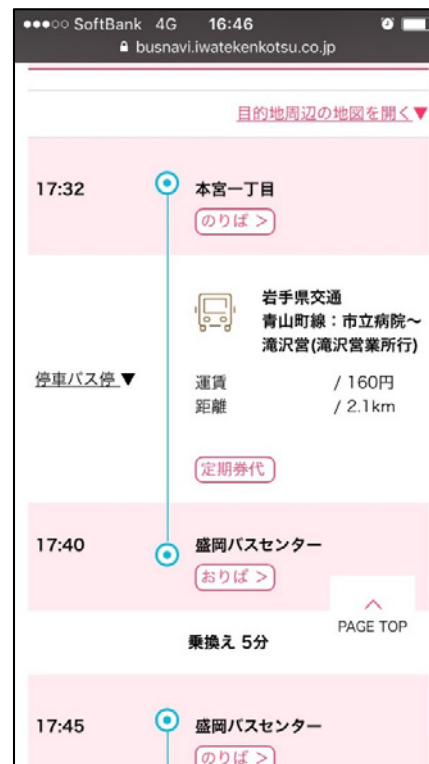 SoftBank 4G 16:46
busnavi.iwatekenkotsu.co.jp
目的地周辺の地図を開く▼
17:32 本宮一丁目
のりば >
岩手県交通
青山町線：市立病院〜
滝沢営(滝沢営業所行)
停車バス停▼
運賃 / 160円
距離 / 2.1km
定期券代
17:40 盛岡バスセンター
おりば >
PAGE TOP
乗換え 5分
17:45 盛岡バスセンター
のりば >